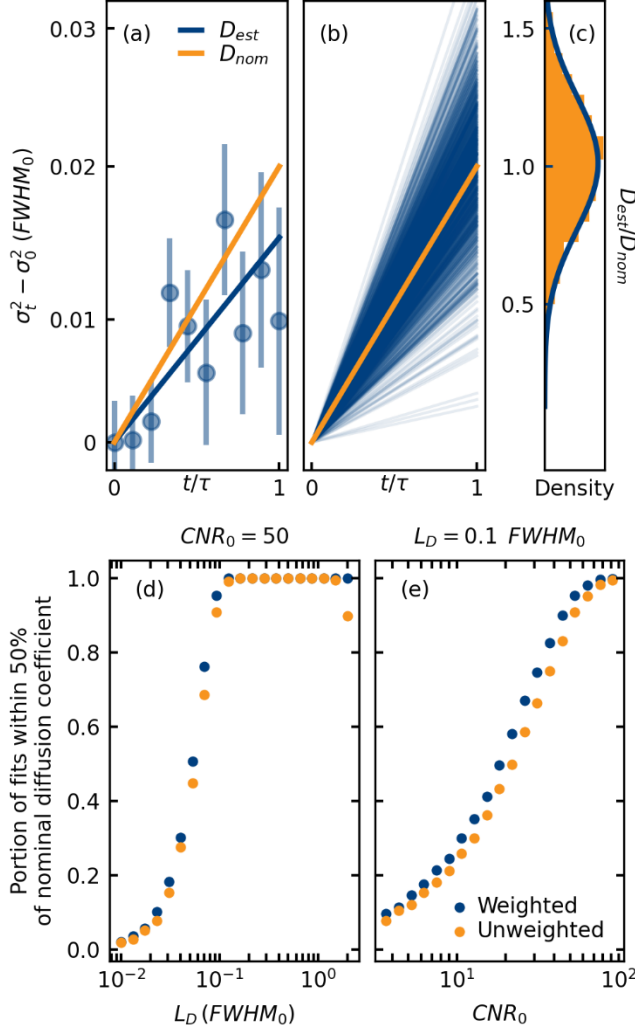 (a)
(b)
(c)
D_est
D_nom
σ_t^2 − σ_0^2 (FWHM_0)
0.03
0.02
0.01
0
0
t/τ
1
0
t/τ
1
1.5
1.0
0.5
D_est/D_nom
Density
CNR_0 = 50
L_D = 0.1 FWHM_0
(d)
(e)
Portion of fits within 50%
of nominal diffusion coefficient
1.0
0.8
0.6
0.4
0.2
0.0
10^-2
10^-1
10^0
L_D (FWHM_0)
Weighted
Unweighted
10^1
10^2
CNR_0